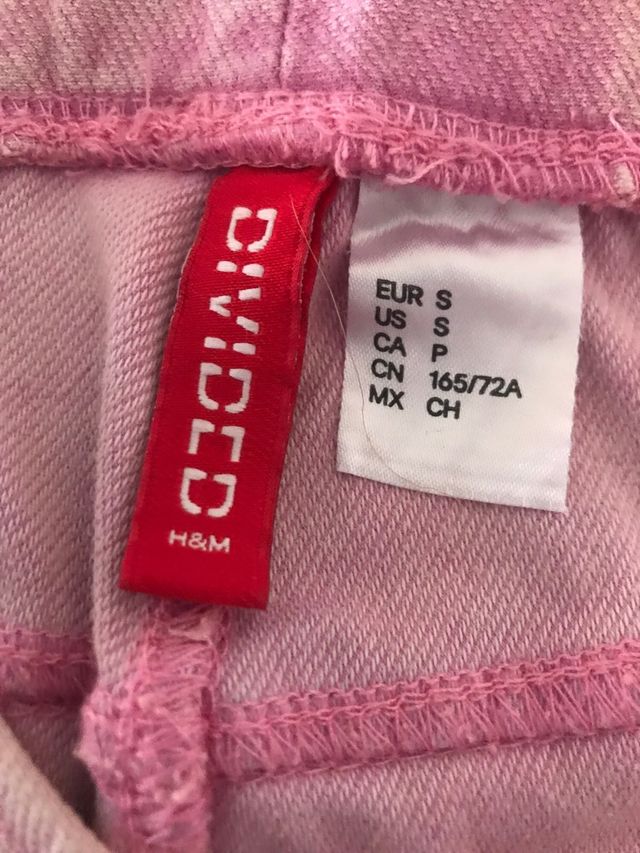 DIVIDED
H&M
EUR S
US S
CA P
CN 165/72A
MX CH